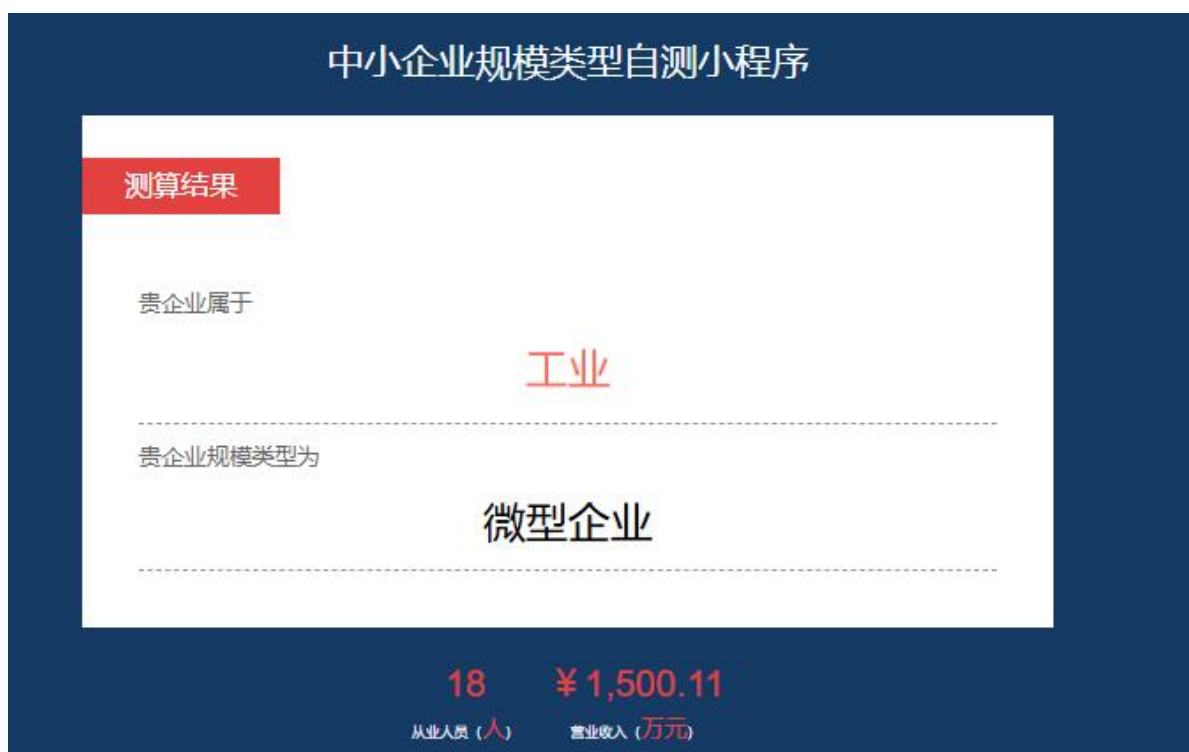 中小企业规模类型自测小程序
测算结果
贵企业属于
工业
贵企业规模类型为
微型企业
18 ¥1,500.11
从业人员（人） 营业收入（万元）